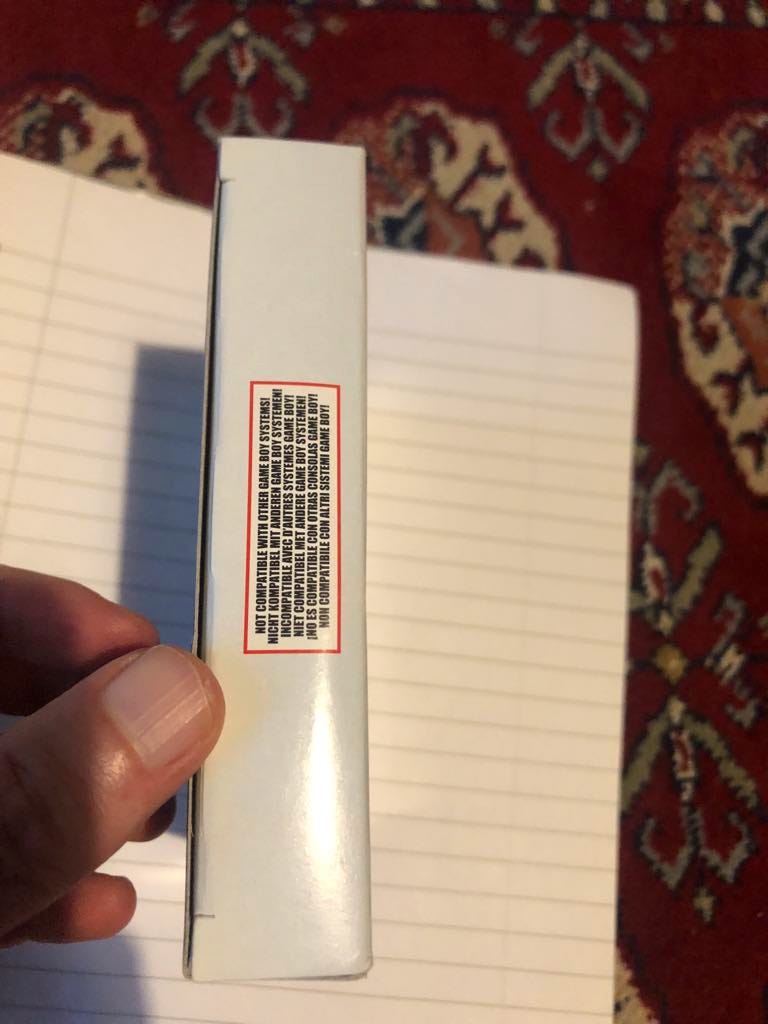 NOT COMPATIBLE WITH OTHER GAME BOY SYSTEMS!
NICHT KOMPATIBEL MIT ANDEREN GAME BOY SYSTEMEN!
INCOMPATIBLE AVEC D'AUTRES SYSTEMES GAME BOY!
NIET COMPATIBEL MET ANDERE GAME BOY SYSTEMEN!
¡NO ES COMPATIBLE CON OTRAS CONSOLAS GAME BOY!
NON COMPATIBILE CON ALTRI SISTEMI GAME BOY!